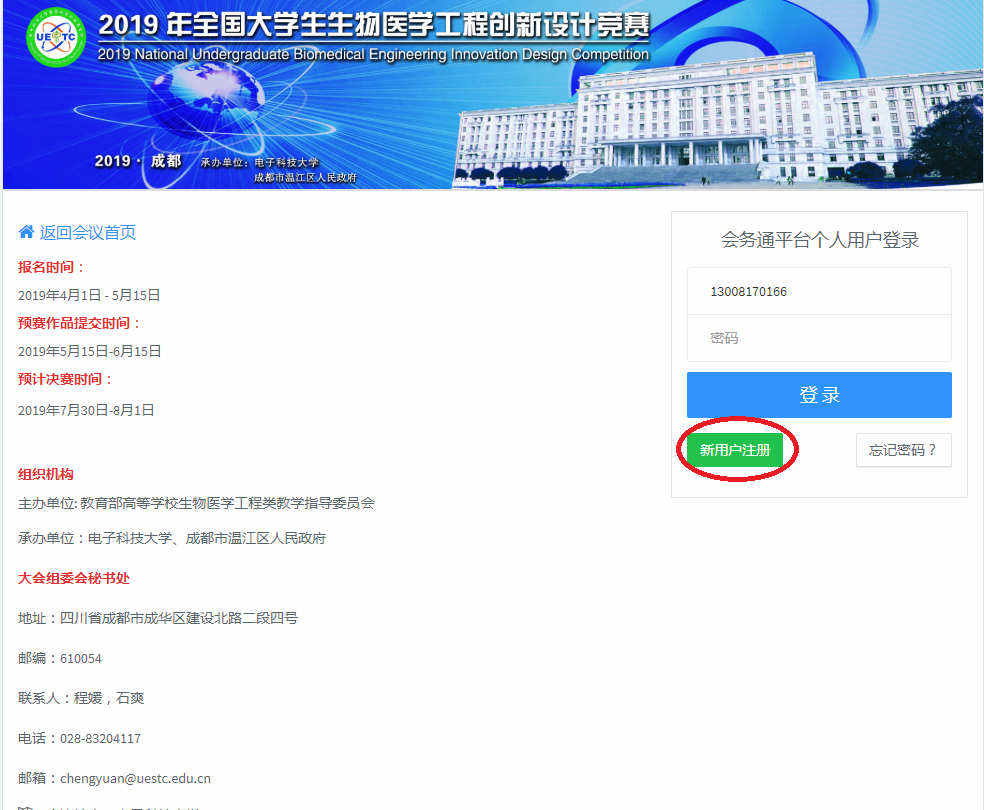 UESTC
2019 年全国大学生生物医学工程创新设计竞赛
2019 National Undergraduate Biomedical Engineering Innovation Design Competition
2019 · 成都 承办单位：电子科技大学
成都市温江区人民政府
返回会议首页
报名时间：
2019年4月1日 - 5月15日
预赛作品提交时间：
2019年5月15日-6月15日
预计决赛时间：
2019年7月30日-8月1日
组织机构
主办单位: 教育部高等学校生物医学工程类教学指导委员会
承办单位：电子科技大学、成都市温江区人民政府
大会组委会秘书处
地址：四川省成都市成华区建设北路二段四号
邮编：610054
联系人：程媛，石爽
电话：028-83204117
邮箱：chengyuan@uestc.edu.cn
会务通平台个人用户登录
13008170166
密码
登 录
新用户注册
忘记密码？